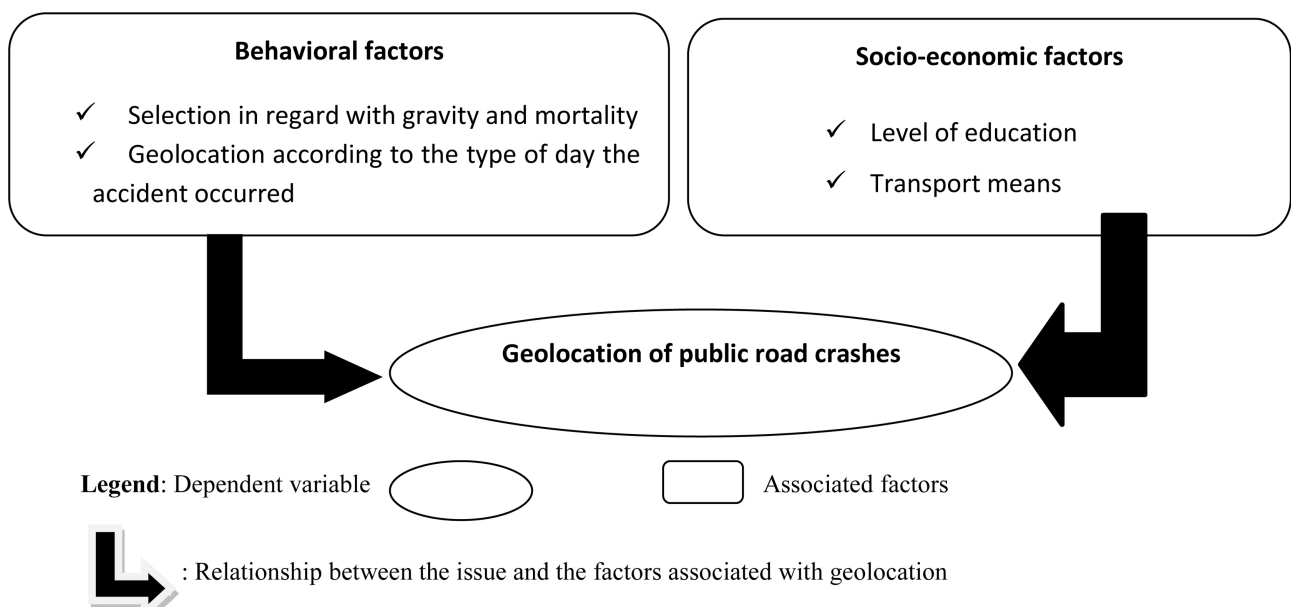 Behavioral factors
✓ Selection in regard with gravity and mortality
✓ Geolocation according to the type of day the
accident occurred
Socio-economic factors
✓ Level of education
✓ Transport means
Geolocation of public road crashes
Legend: Dependent variable
Associated factors
: Relationship between the issue and the factors associated with geolocation